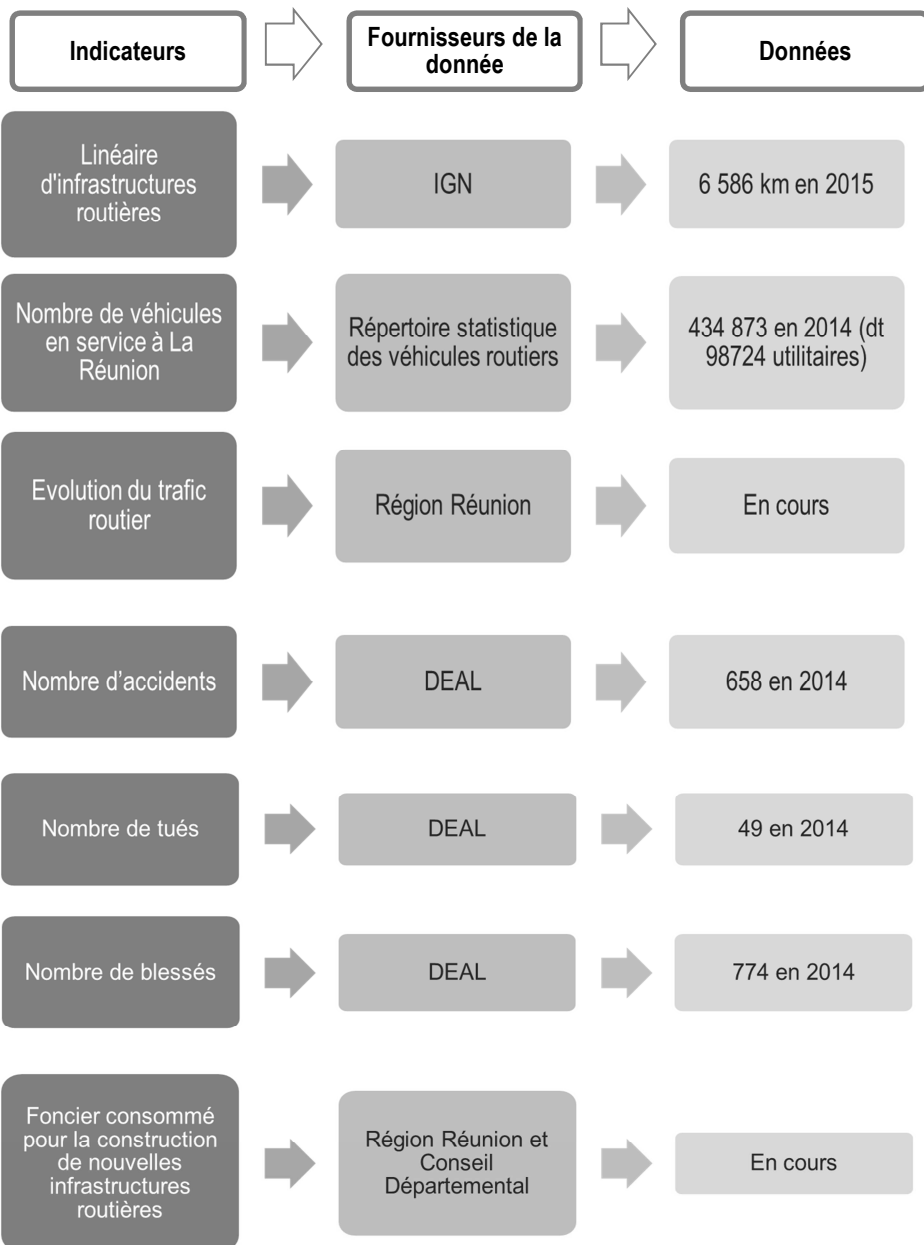 Indicateurs
Fournisseurs de la
donnée
Données
Linéaire
d'infrastructures
routières
IGN
6 586 km en 2015
Nombre de véhicules
en service à La
Réunion
Répertoire statistique
des véhicules routiers
434 873 en 2014 (dt
98724 utilitaires)
Evolution du trafic
routier
Région Réunion
En cours
Nombre d’accidents
DEAL
658 en 2014
Nombre de tués
DEAL
49 en 2014
Nombre de blessés
DEAL
774 en 2014
Foncier consommé
pour la construction
de nouvelles
infrastructures
routières
Région Réunion et
Conseil
Départemental
En cours